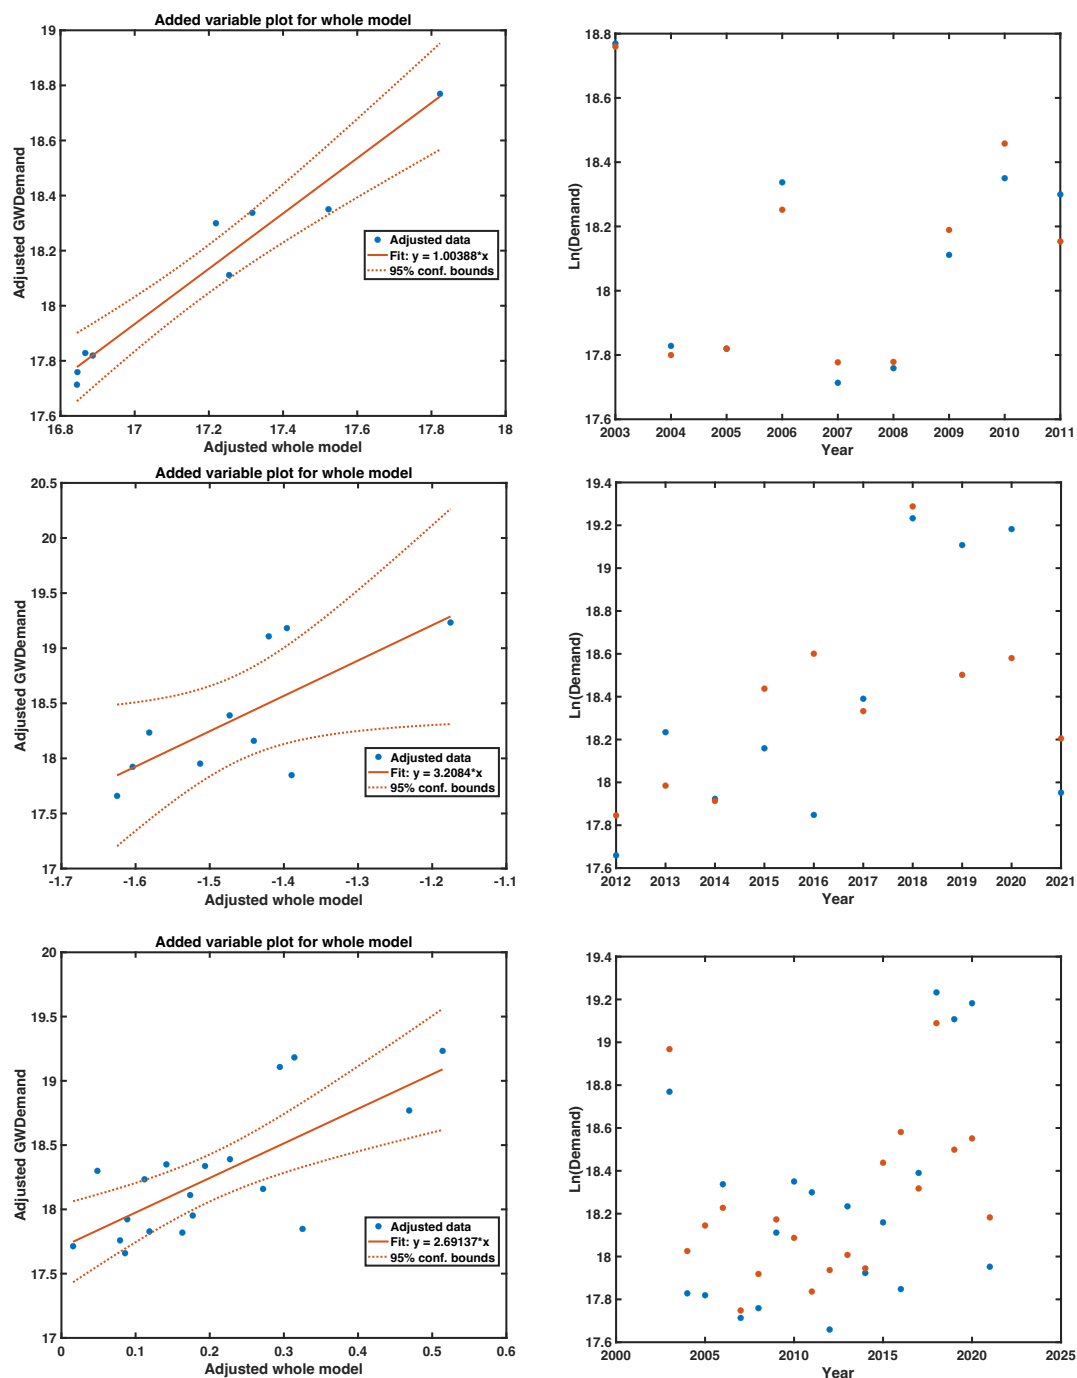 Added variable plot for whole model
19
18.8
18.6
18.4
18.2
18
17.8
17.6
Adjusted GWDemand
Adjusted data
Fit: y = 1.00388*x
95% conf. bounds
16.8 17 17.2 17.4 17.6 17.8 18
Adjusted whole model
18.8
18.6
18.4
18.2
18
17.8
17.6
Ln(Demand)
2003 2004 2005 2006 2007 2008 2009 2010 2011
Year
Added variable plot for whole model
20.5
20
19.5
19
18.5
18
17.5
17
Adjusted GWDemand
Adjusted data
Fit: y = 3.2084*x
95% conf. bounds
-1.7 -1.6 -1.5 -1.4 -1.3 -1.2 -1.1
Adjusted whole model
19.4
19.2
19
18.8
18.6
18.4
18.2
18
17.8
17.6
Ln(Demand)
2012 2013 2014 2015 2016 2017 2018 2019 2020 2021
Year
Added variable plot for whole model
20
19.5
19
18.5
18
17.5
17
Adjusted GWDemand
Adjusted data
Fit: y = 2.69137*x
95% conf. bounds
0 0.1 0.2 0.3 0.4 0.5 0.6
Adjusted whole model
19.4
19.2
19
18.8
18.6
18.4
18.2
18
17.8
17.6
Ln(Demand)
2000 2005 2010 2015 2020 2025
Year